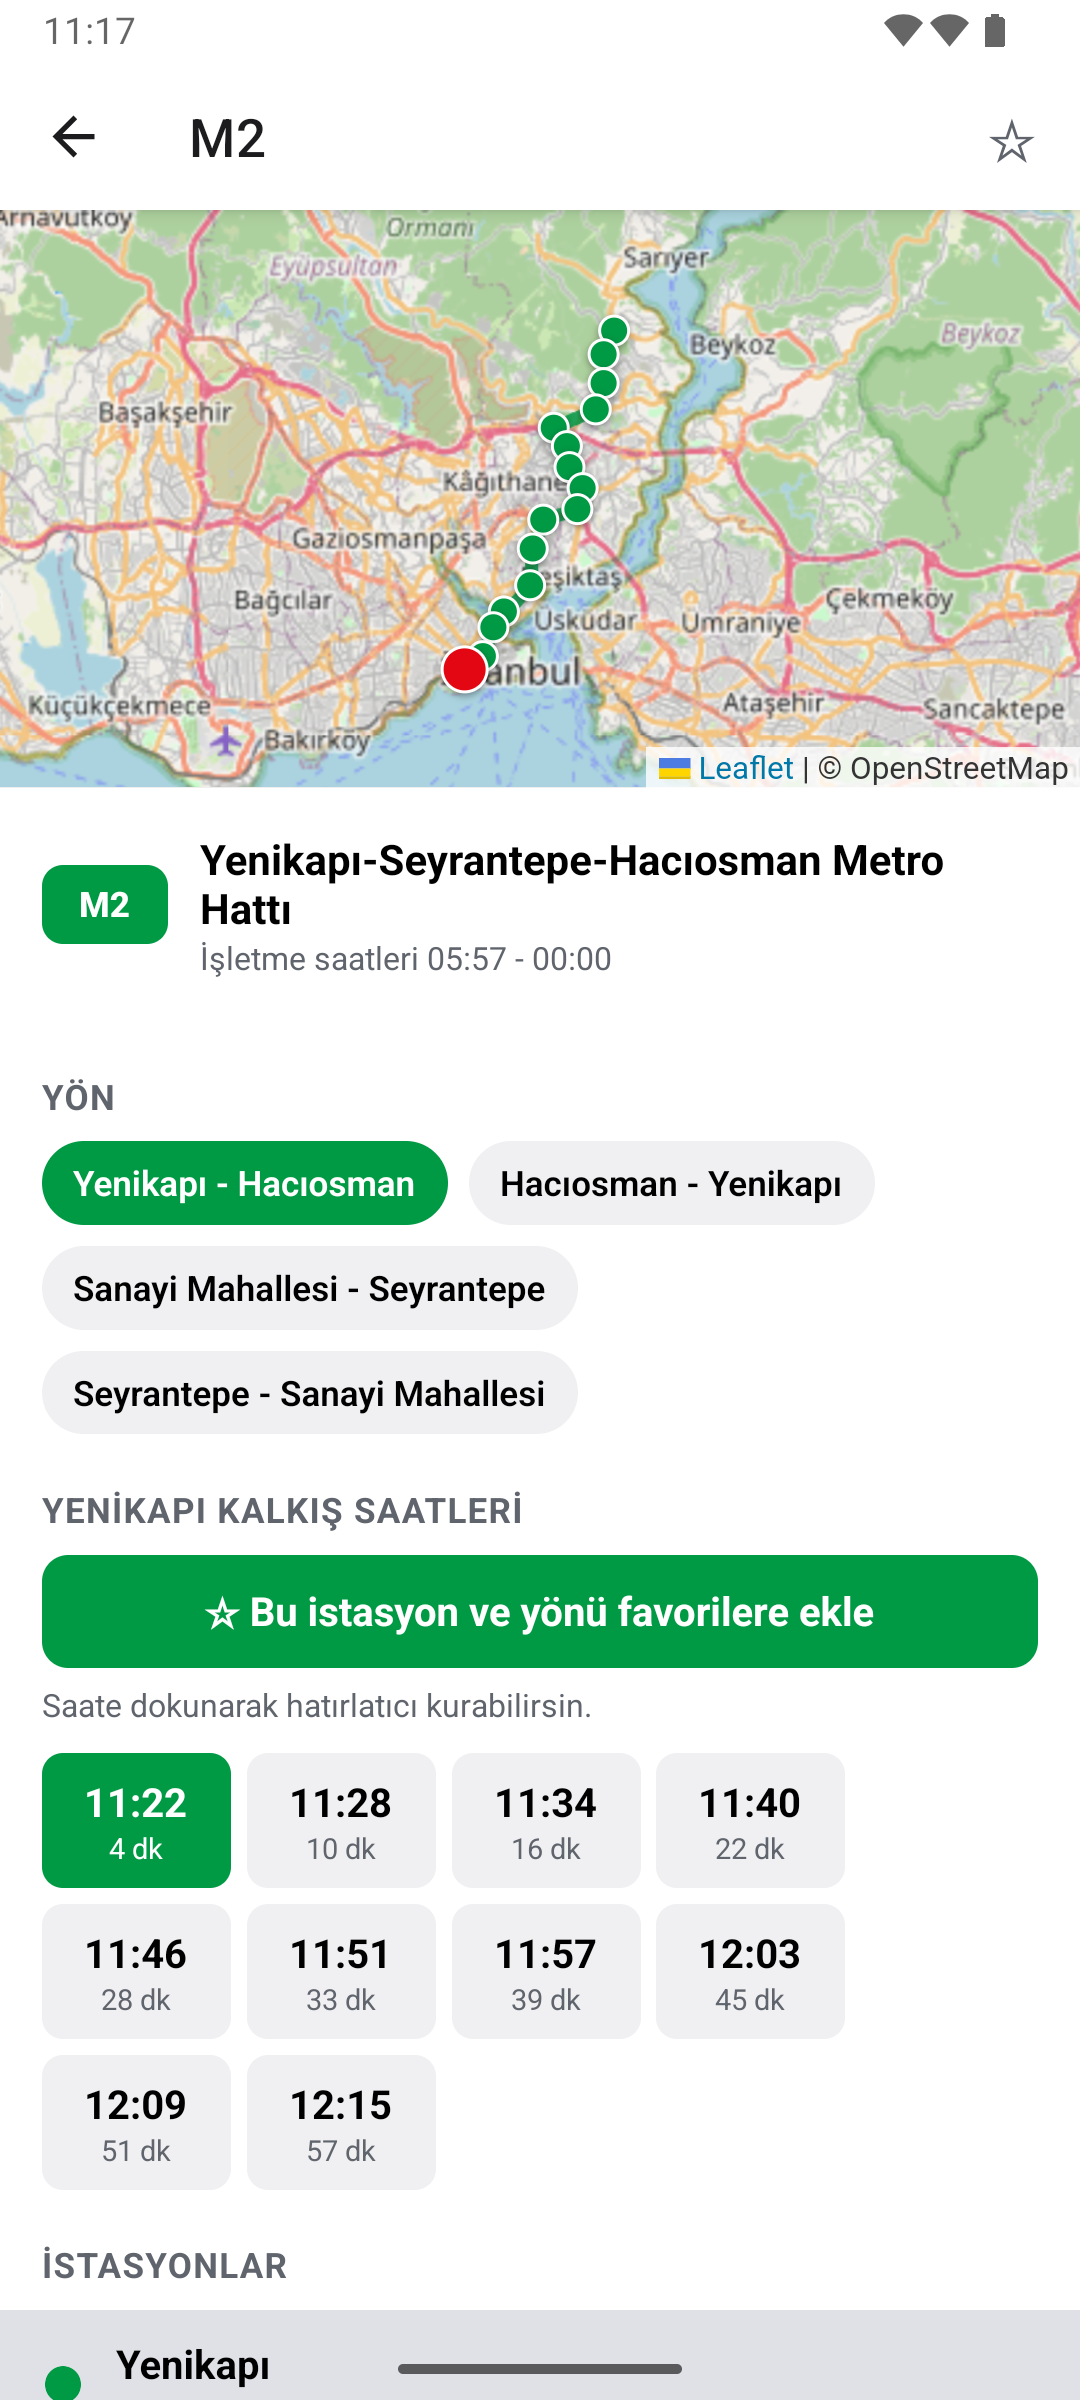 11:17
M2
Arnavutköy
Ormanı
Eyüpsultan
Sarıyer
Beykoz
Beykoz
Başakşehir
Kâğıthane
Gaziosmanpaşa
eşiktaş
Bağcılar
Üsküdar
Ümraniye
Çekmeköy
anbul
Küçükçekmece
Ataşehir
Sancaktepe
Bakırköy
Leaflet | © OpenStreetMap
M2
Yenikapı-Seyrantepe-Hacıosman Metro
Hattı
İşletme saatleri 05:57 - 00:00
YÖN
Yenikapı - Hacıosman
Hacıosman - Yenikapı
Sanayi Mahallesi - Seyrantepe
Seyrantepe - Sanayi Mahallesi
YENİKAPI KALKIŞ SAATLERİ
☆ Bu istasyon ve yönü favorilere ekle
Saate dokunarak hatırlatıcı kurabilirsin.
11:22 11:28 11:34 11:40
4 dk 10 dk 16 dk 22 dk
11:46 11:51 11:57 12:03
28 dk 33 dk 39 dk 45 dk
12:09 12:15
51 dk 57 dk
İSTASYONLAR
Yenikapı